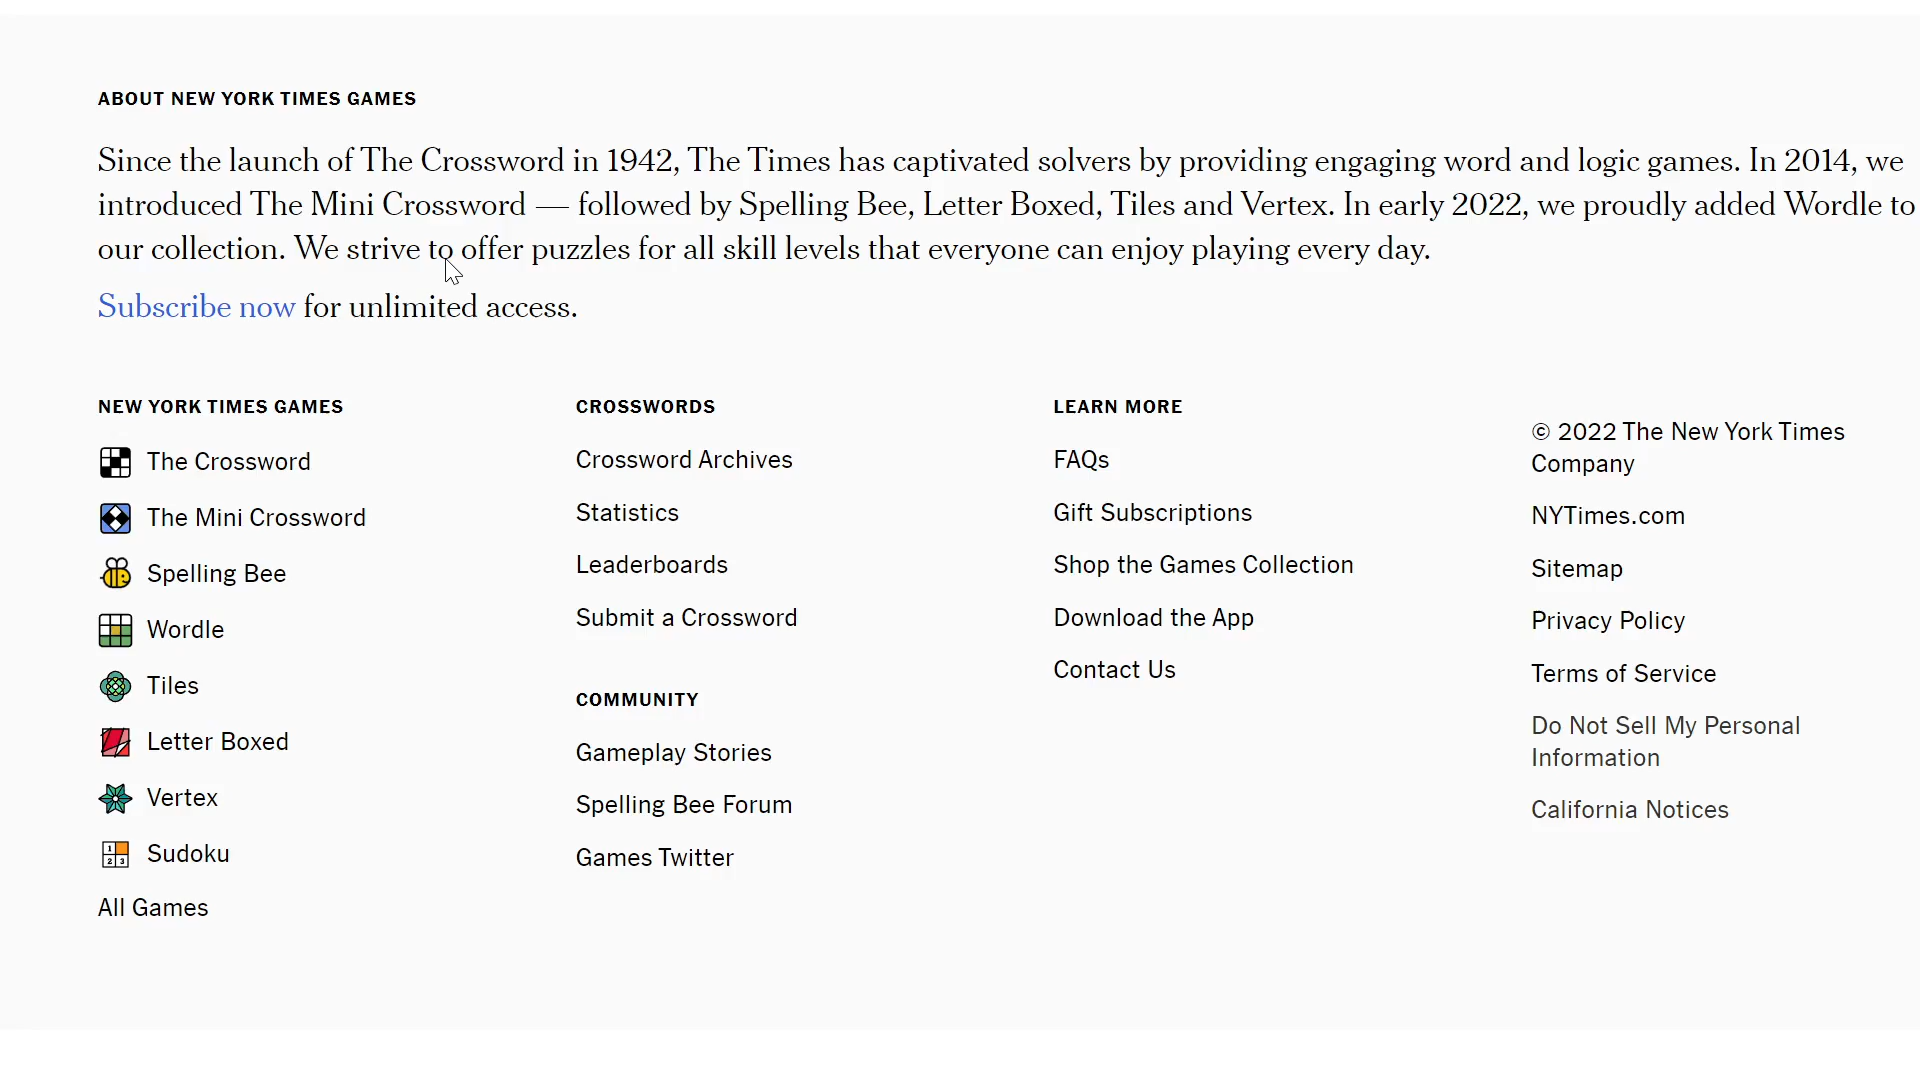 ABOUT NEW YORK TIMES GAMES
Since the launch of The Crossword in 1942, The Times has captivated solvers by providing engaging word and logic games. In 2014, we
introduced The Mini Crossword — followed by Spelling Bee, Letter Boxed, Tiles and Vertex. In early 2022, we proudly added Wordle to
our collection. We strive to offer puzzles for all skill levels that everyone can enjoy playing every day.
Subscribe now for unlimited access.
NEW YORK TIMES GAMES
The Crossword
The Mini Crossword
Spelling Bee
Wordle
Tiles
Letter Boxed
Vertex
1
2 3
Sudoku
All Games
CROSSWORDS
Crossword Archives
Statistics
Leaderboards
Submit a Crossword
COMMUNITY
Gameplay Stories
Spelling Bee Forum
Games Twitter
LEARN MORE
FAQs
Gift Subscriptions
Shop the Games Collection
Download the App
Contact Us
© 2022 The New York Times
Company
NYTimes.com
Sitemap
Privacy Policy
Terms of Service
Do Not Sell My Personal
Information
California Notices